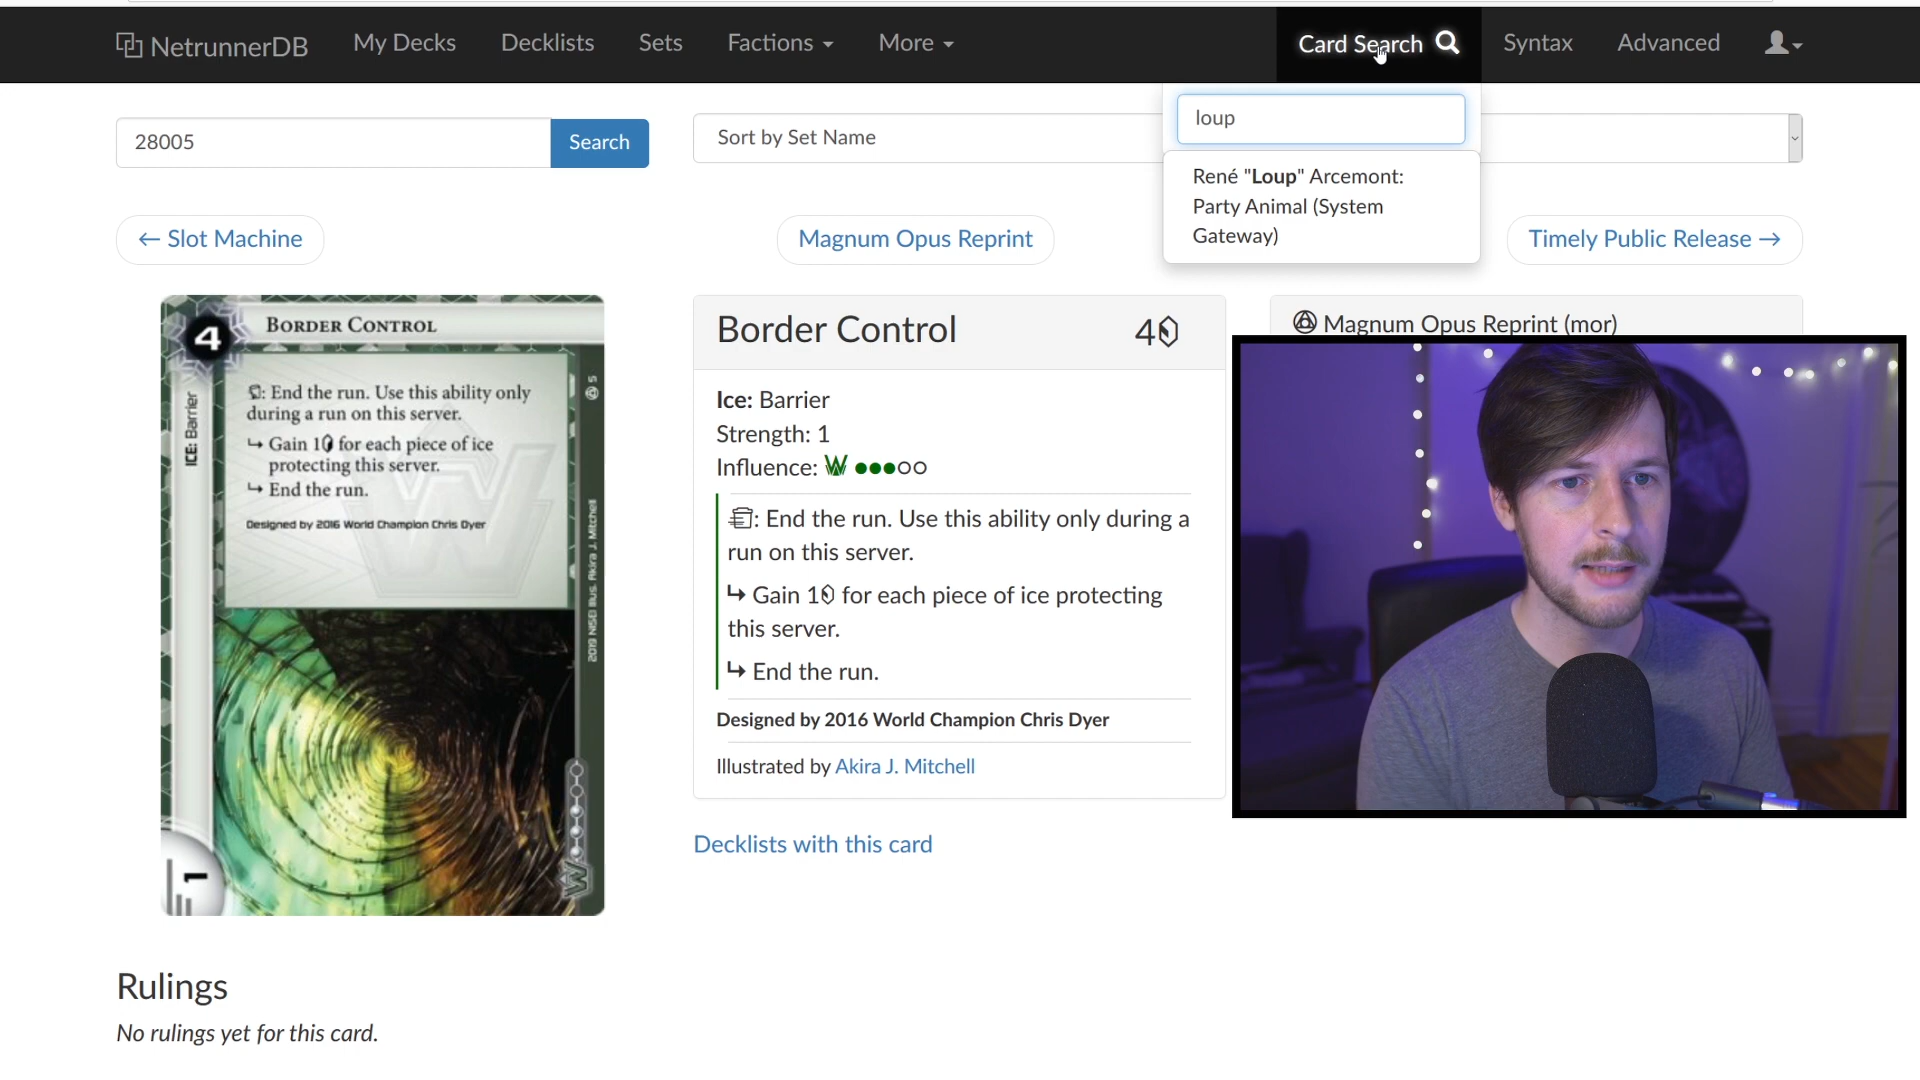 NetrunnerDB My Decks Decklists Sets Factions More Card Search Syntax Advanced
loup
28005 Search Sort by Set Name
René "Loup" Arcemont:
Party Animal (System
Gateway)
← Slot Machine Magnum Opus Reprint Timely Public Release →
4 BORDER CONTROL
ICE: Barrier
: End the run. Use this ability only
during a run on this server.
↳ Gain 1 for each piece of ice
protecting this server.
↳ End the run.
Designed by 2016 World Champion Chris Dyer
5
2019 NISEI Illus. Akira J. Mitchell
1
Border Control 4
Ice: Barrier
Strength: 1
Influence:
: End the run. Use this ability only during a
run on this server.
↳ Gain 1 for each piece of ice protecting
this server.
↳ End the run.
Designed by 2016 World Champion Chris Dyer
Illustrated by Akira J. Mitchell
Magnum Opus Reprint (mor)
Decklists with this card
Rulings
No rulings yet for this card.